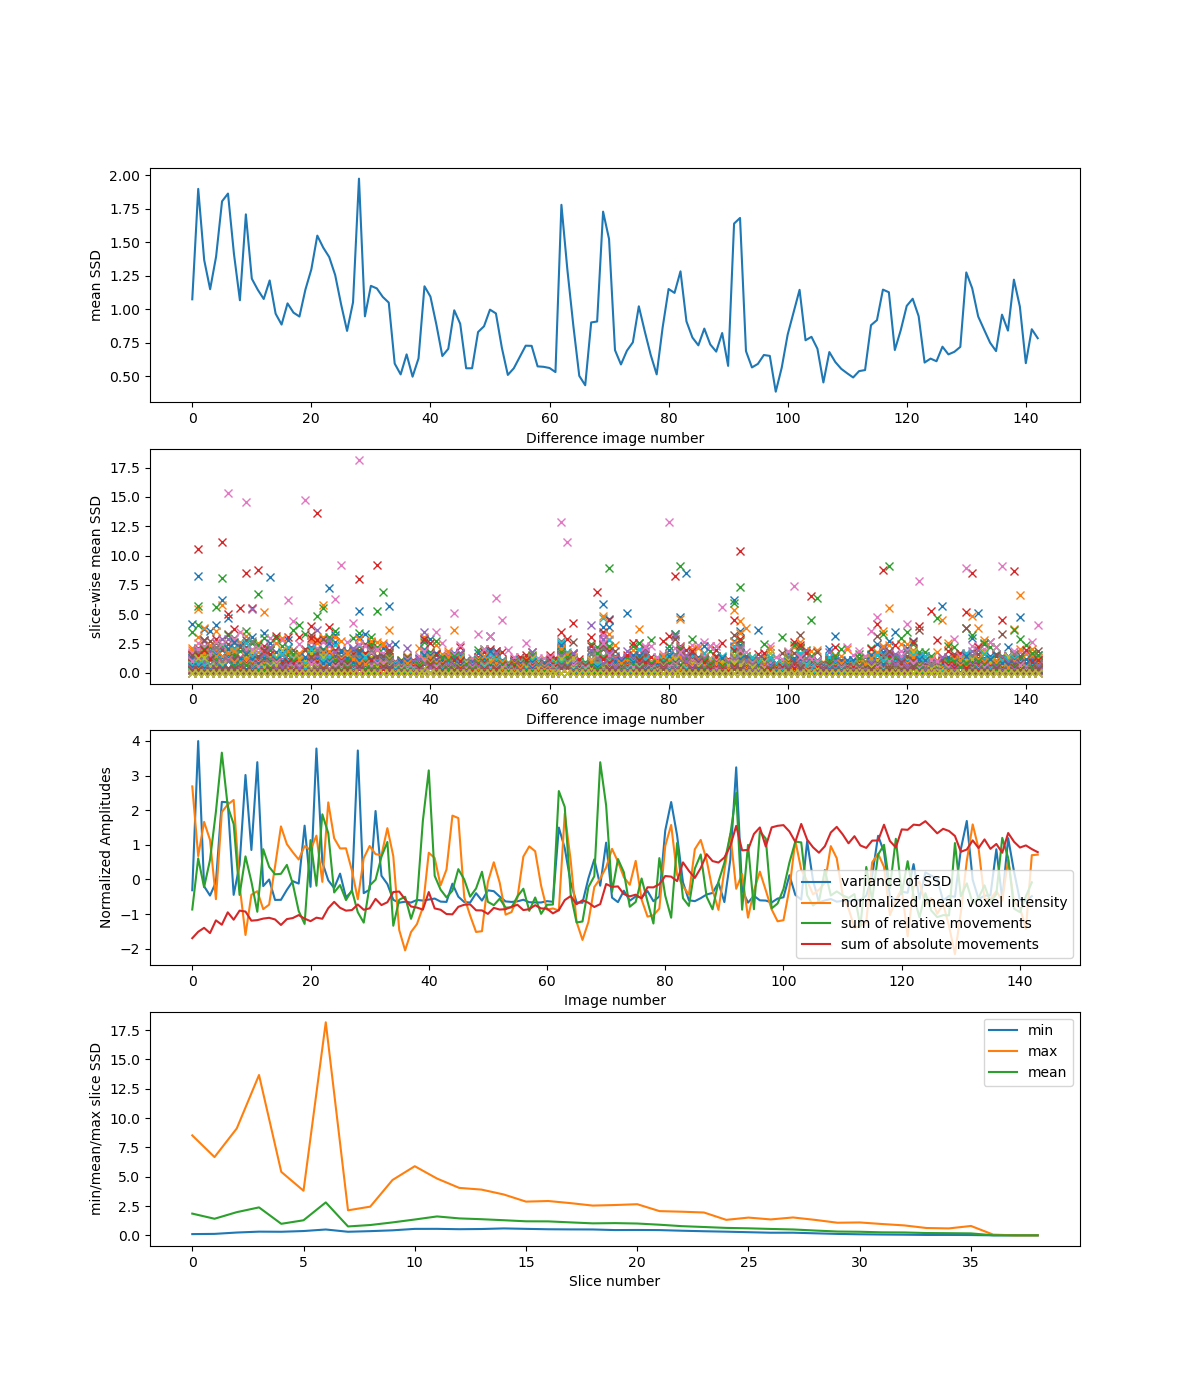 2.00
1.75
1.50
1.25
1.00
0.75
0.50
mean SSD
0 20 40 60 80 100 120 140
Difference image number
17.5
15.0
12.5
10.0
7.5
5.0
2.5
0.0
slice-wise mean SSD
0 20 40 60 80 100 120 140
Difference image number
4
3
2
1
0
−1
−2
Normalized Amplitudes
variance of SSD
normalized mean voxel intensity
sum of relative movements
sum of absolute movements
0 20 40 60 80 100 120 140
Image number
17.5
15.0
12.5
10.0
7.5
5.0
2.5
0.0
min/mean/max slice SSD
min
max
mean
0 5 10 15 20 25 30 35
Slice number